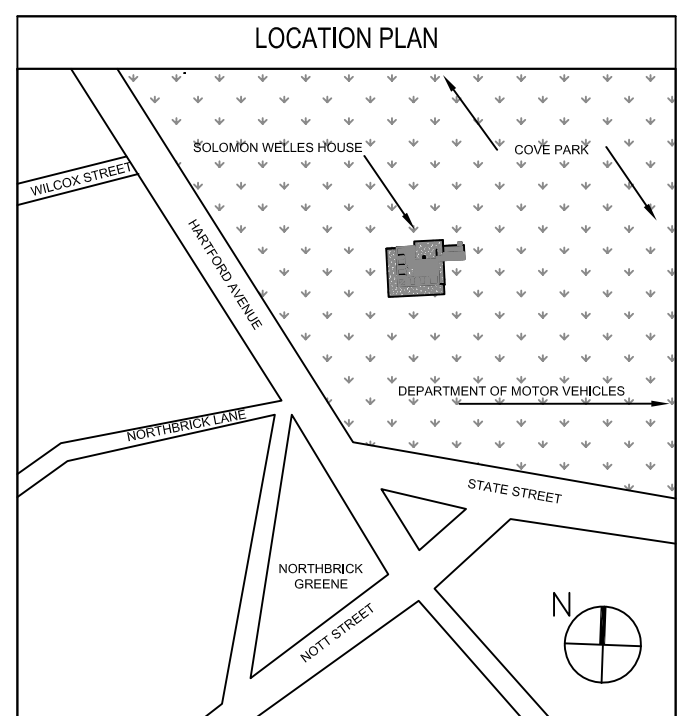 LOCATION PLAN
SOLOMON WELLES HOUSE
COVE PARK
WILCOX STREET
HARTFORD AVENUE
DEPARTMENT OF MOTOR VEHICLES
NORTHBRICK LANE
STATE STREET
NORTHBRICK
GREENE
NOTT STREET
N